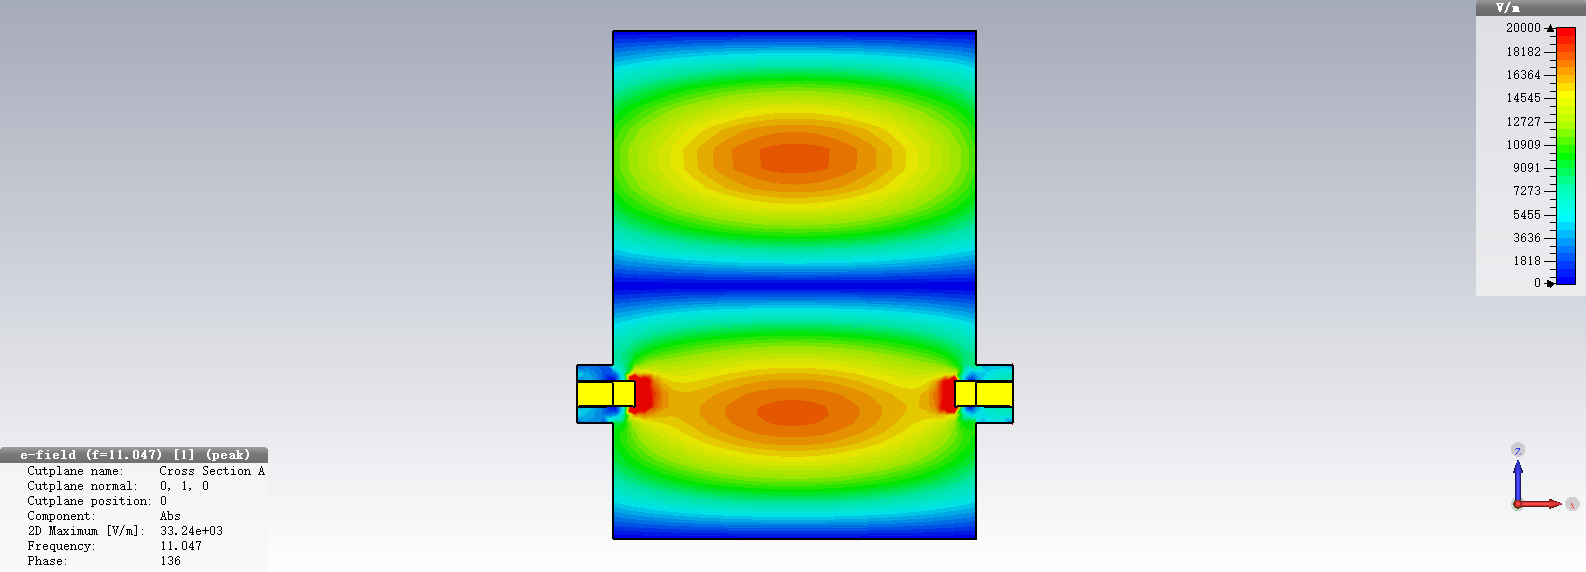 V/m
20000
18182
16364
14545
12727
10909
9091
7273
5455
3636
1818
0
e-field (f=11.047) [1] (peak)
Cutplane name: Cross Section A
Cutplane normal: 0, 1, 0
Cutplane position: 0
Component: Abs
2D Maximum [V/m]: 33.24e+03
Frequency: 11.047
Phase: 136
z
x